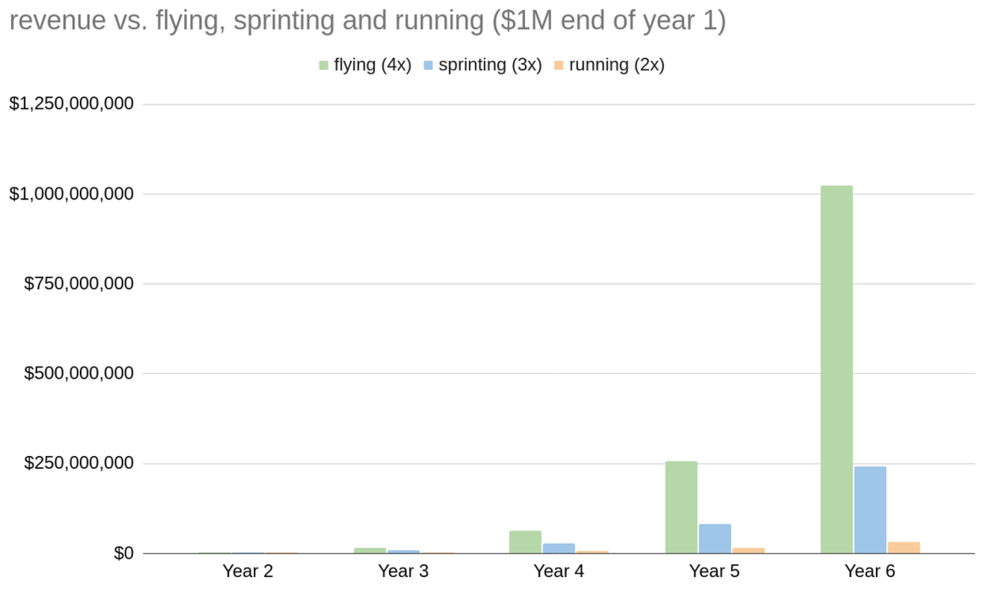 revenue vs. flying, sprinting and running ($1M end of year 1)
flying (4x) sprinting (3x) running (2x)
$1,250,000,000
$1,000,000,000
$750,000,000
$500,000,000
$250,000,000
$0
Year 2 Year 3 Year 4 Year 5 Year 6